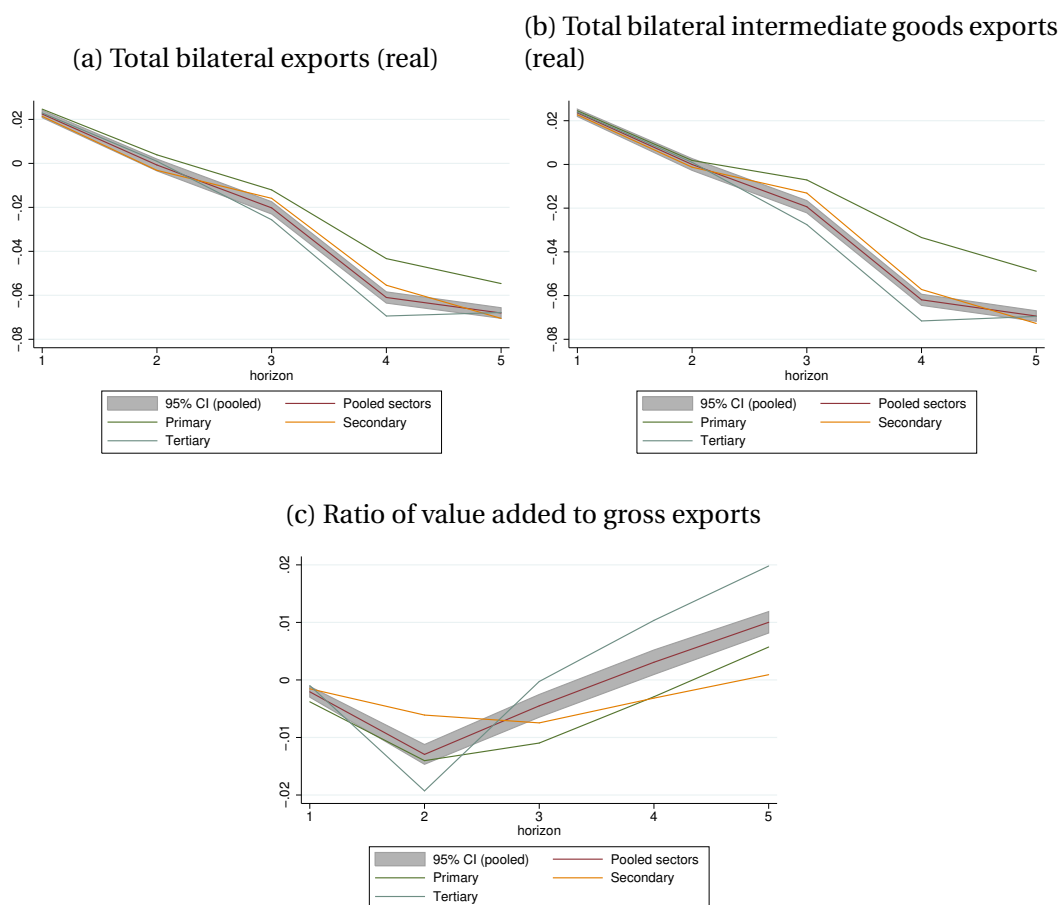 (a) Total bilateral exports (real)
.02
0
-.02
-.04
-.06
-.08
1 2 3 4 5
horizon
95% CI (pooled) Pooled sectors
Primary Secondary
Tertiary
(b) Total bilateral intermediate goods exports
(real)
.02
0
-.02
-.04
-.06
-.08
1 2 3 4 5
horizon
95% CI (pooled) Pooled sectors
Primary Secondary
Tertiary
(c) Ratio of value added to gross exports
.02
.01
0
-.01
-.02
1 2 3 4 5
horizon
95% CI (pooled) Pooled sectors
Primary Secondary
Tertiary